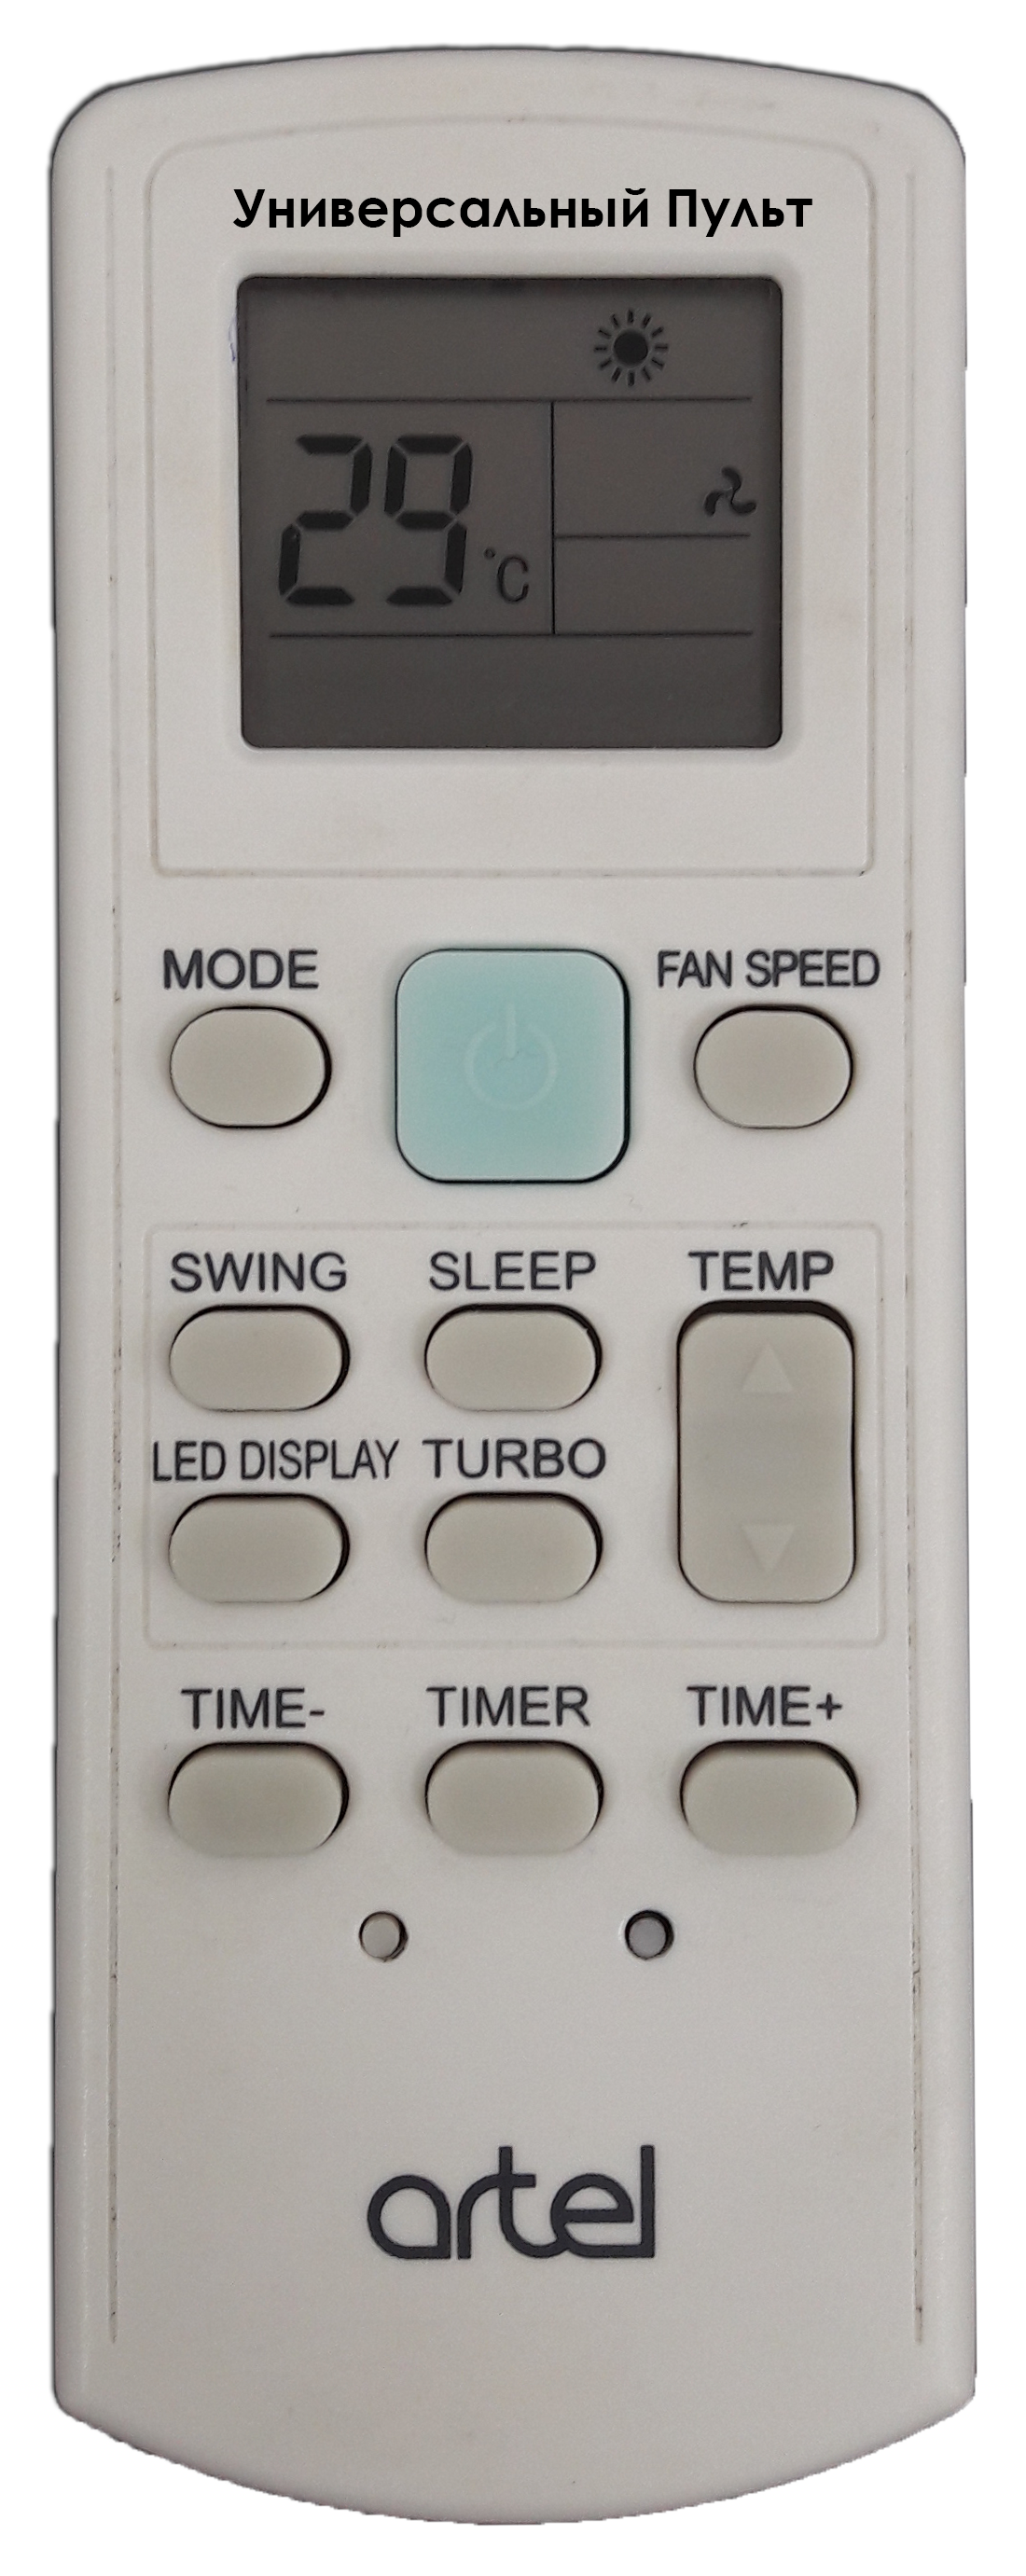 Универсальный Пульт
29 °C
MODE
FAN SPEED
SWING SLEEP TEMP
LED DISPLAY TURBO
TIME- TIMER TIME+
artel